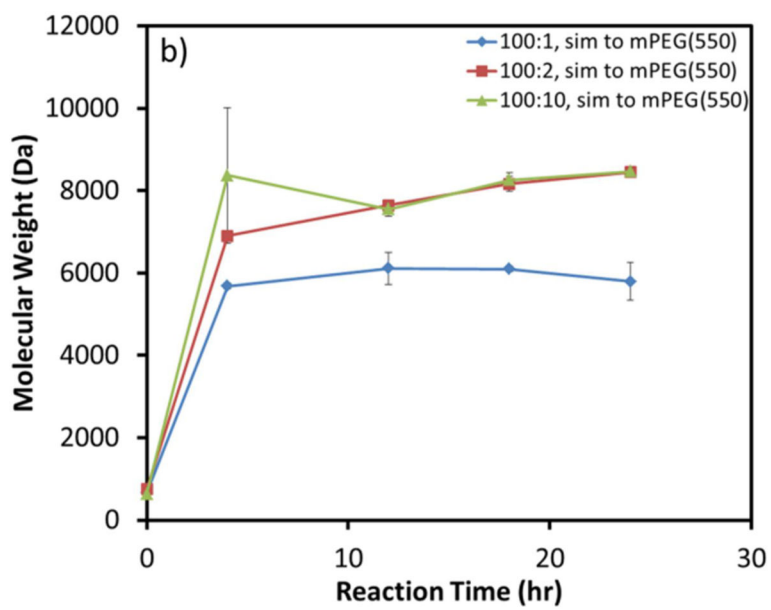 b)
100:1, sim to mPEG(550)
100:2, sim to mPEG(550)
100:10, sim to mPEG(550)
12000
10000
8000
6000
4000
2000
0
Molecular Weight (Da)
0 10 20 30
Reaction Time (hr)